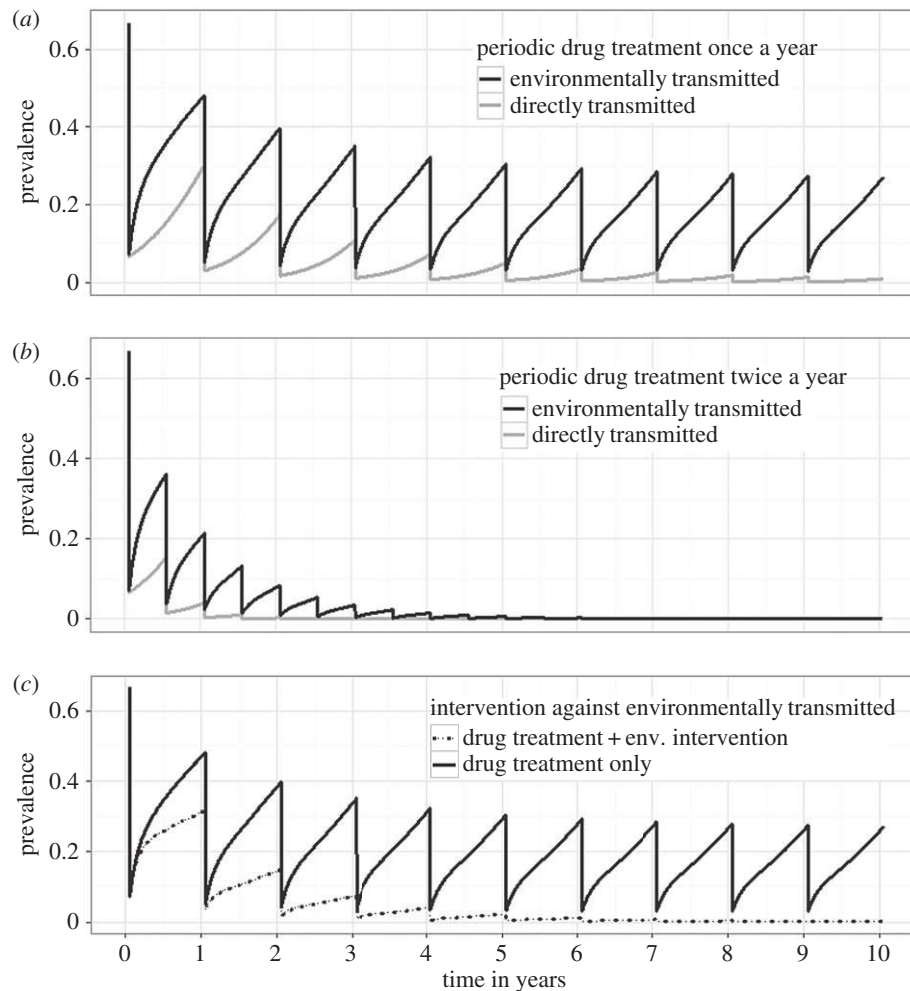 (a)
0.6
0.4
0.2
0
prevalence
periodic drug treatment once a year
environmentally transmitted
directly transmitted
(b)
0.6
0.4
0.2
0
prevalence
periodic drug treatment twice a year
environmentally transmitted
directly transmitted
(c)
0.6
0.4
0.2
0
prevalence
intervention against environmentally transmitted
drug treatment + env. intervention
drug treatment only
0 1 2 3 4 5 6 7 8 9 10
time in years